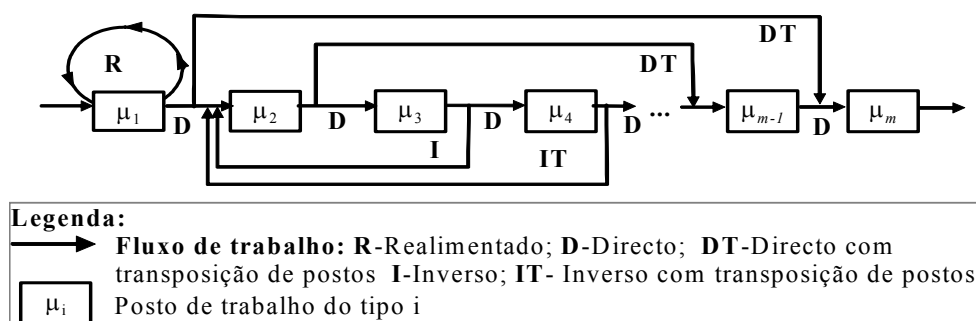 DT
R
DT
μ1 D μ2 D μ3 D μ4 D ... μm-1 D μm
I
IT
Legenda:
Fluxo de trabalho: R-Realimentado; D-Directo; DT-Directo com
transposição de postos I-Inverso; IT- Inverso com transposição de postos
μi Posto de trabalho do tipo i